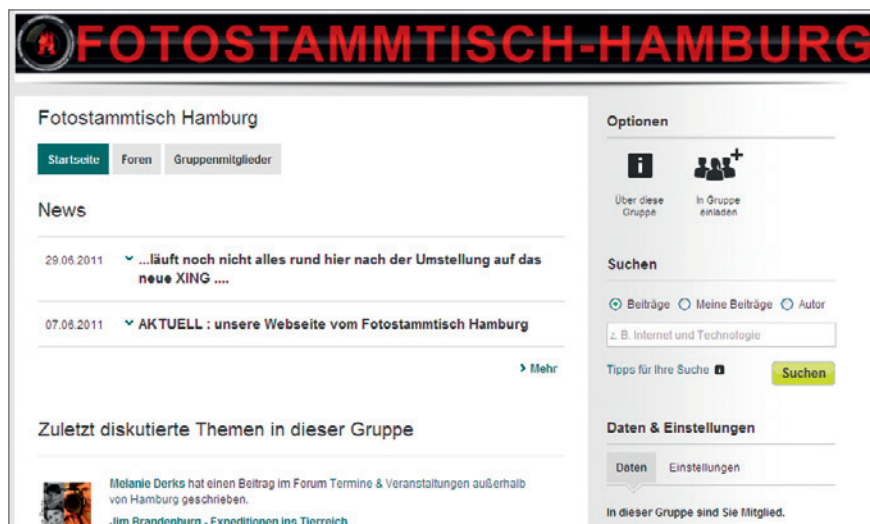 FOTOSTAMMTISCH-HAMBURG
Fotostammtisch Hamburg
Startseite Foren Gruppenmitglieder
News
29.06.2011 ...läuft noch nicht alles rund hier nach der Umstellung auf das
neue XING ....
07.06.2011 AKTUELL : unsere Webseite vom Fotostammtisch Hamburg
Mehr
Zuletzt diskutierte Themen in dieser Gruppe
Melanie Derks hat einen Beitrag im Forum Termine & Veranstaltungen außerhalb
von Hamburg geschrieben.
Jim Brandenburg - Expeditionen ins Tierreich
Optionen
Über diese
Gruppe
In Gruppe
einladen
Suchen
Beiträge Meine Beiträge Autor
z. B. Internet und Technologie
Tipps für Ihre Suche
Suchen
Daten & Einstellungen
Daten Einstellungen
In dieser Gruppe sind Sie Mitglied.